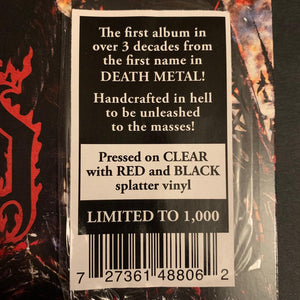 The first album in
over 3 decades from
the first name in
DEATH METAL!
Handcrafted in hell
to be unleashed
to the masses!
Pressed on CLEAR
with RED and BLACK
splatter vinyl
LIMITED TO 1,000
7 27361 48806 2